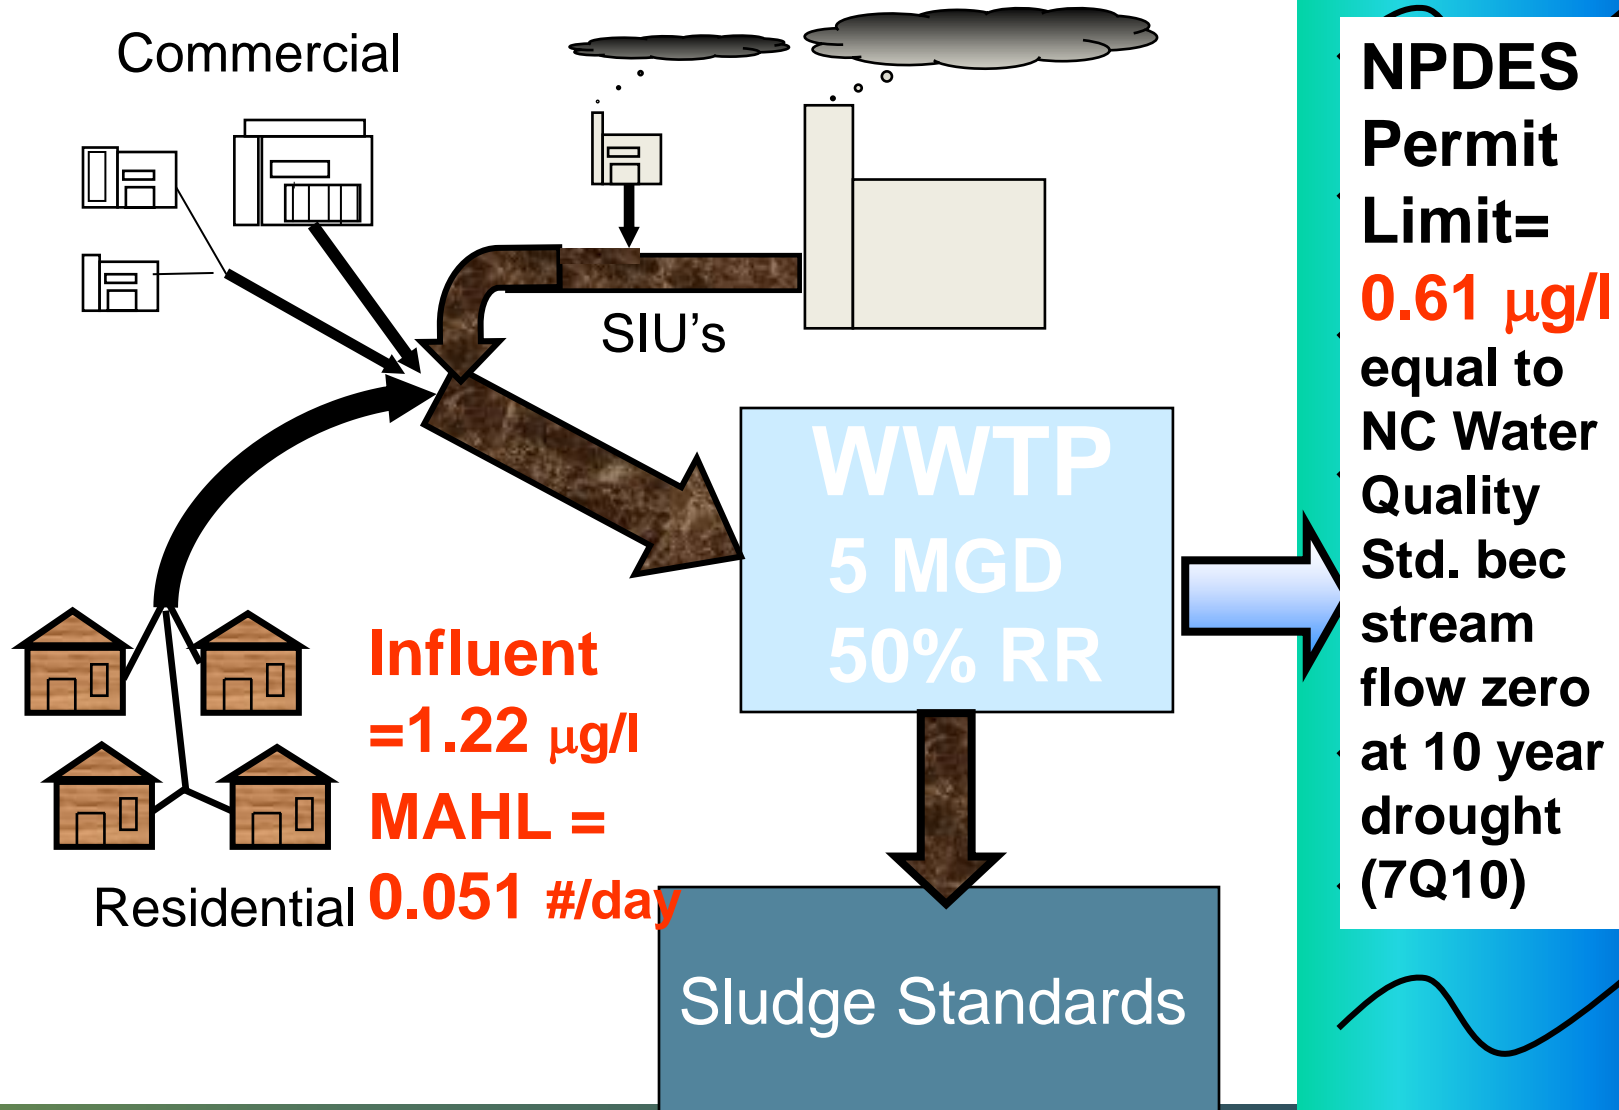 Commercial
SIU's
WWTP
5 MGD
50% RR
Influent
=1.22 μg/l
MAHL =
0.051 #/day
Residential
Sludge Standards
NPDES
Permit
Limit=
0.61 μg/l
equal to
NC Water
Quality
Std. bec
stream
flow zero
at 10 year
drought
(7Q10)